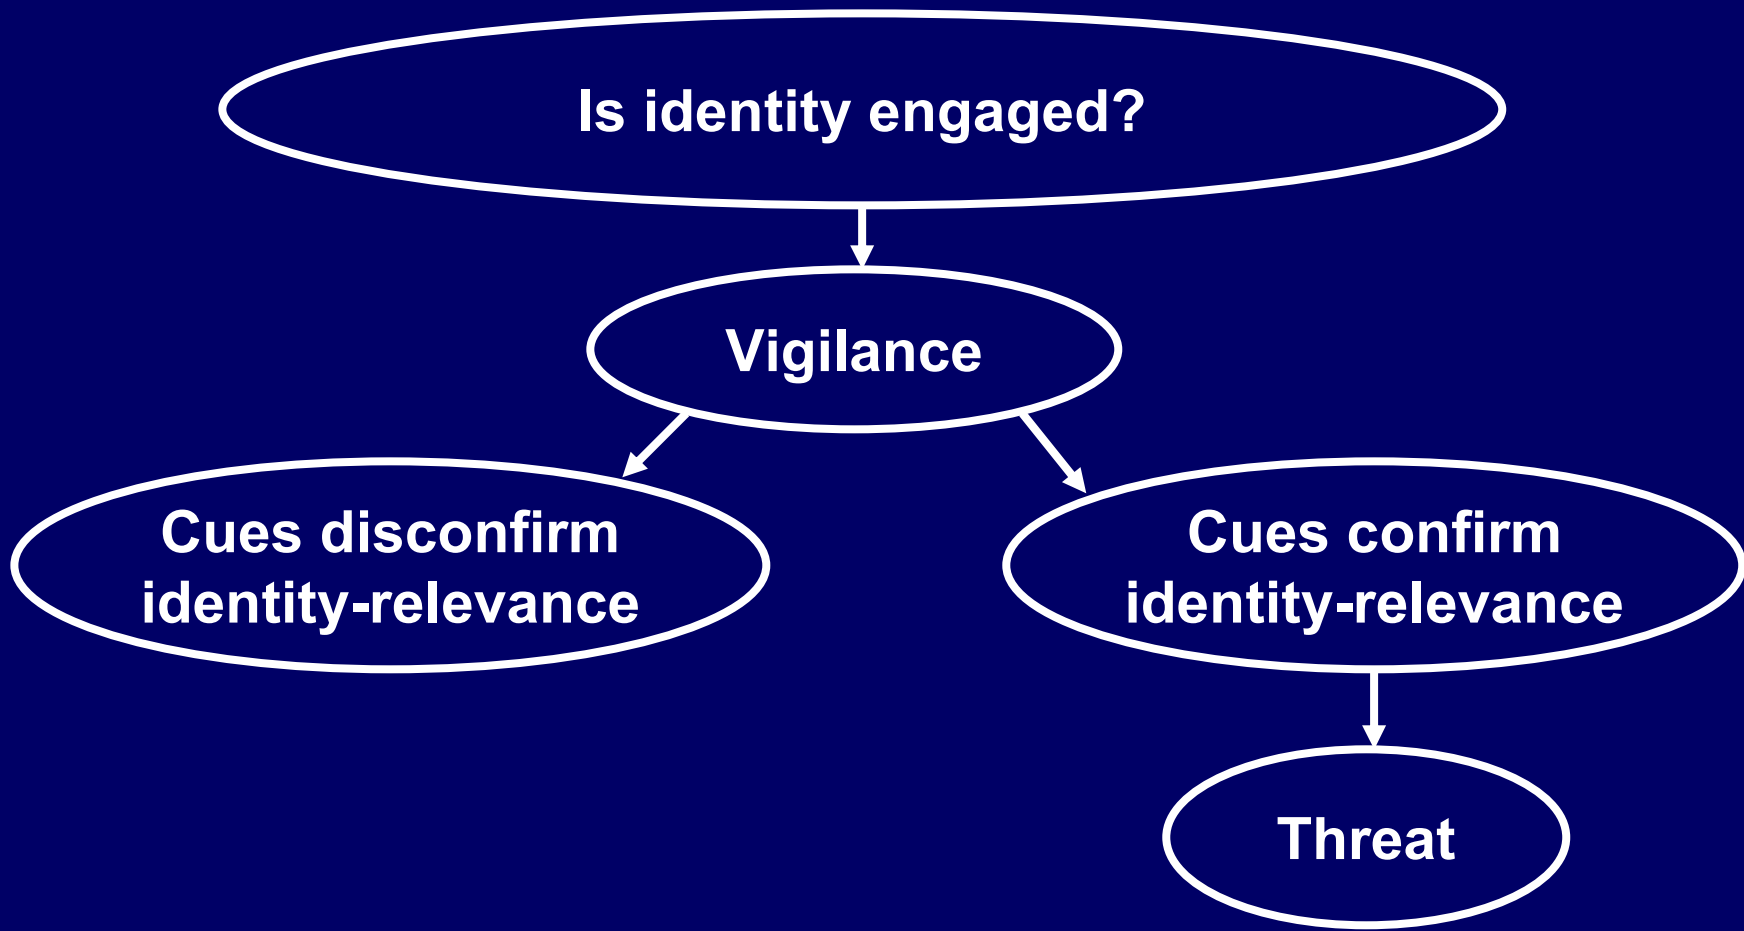 Is identity engaged?
Vigilance
Cues disconfirm
identity-relevance
Cues confirm
identity-relevance
Threat